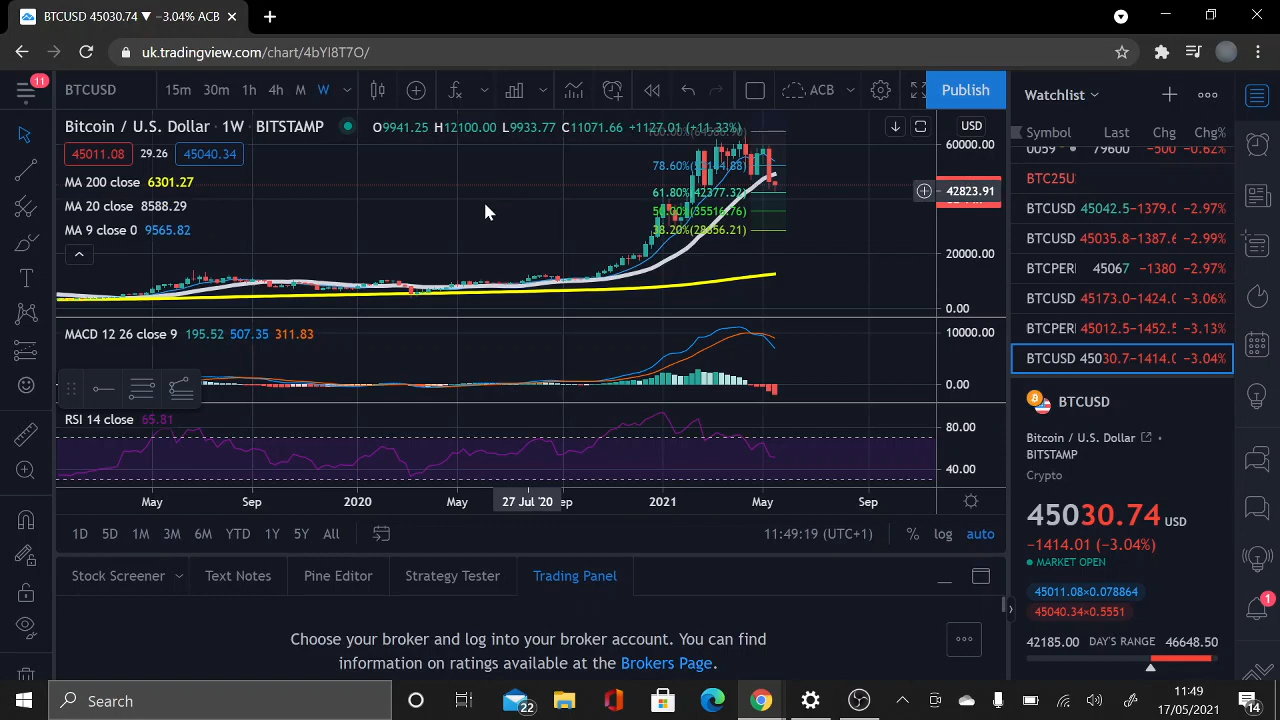 BTCUSD 45030.74 ▼ −3.04% ACB
uk.tradingview.com/chart/4bYI8T7O/
11
BTCUSD 15m 30m 1h 4h M W ACB Publish
Bitcoin / U.S. Dollar · 1W · BITSTAMP O9941.25 H12100.00 L9933.77 C11071.66 +1127.01 (+11.33%) USD
45011.08 29.26 45040.34
MA 200 close 6301.27
MA 20 close 8588.29
MA 9 close 0 9565.82
78.60%
61.80%(42377.32)
50.00%(35516.76)
38.20%(28656.21)
60000.00
42823.91
20000.00
0.00
MACD 12 26 close 9 195.52 507.35 311.83
10000.00
0.00
RSI 14 close 65.81
80.00
40.00
May Sep 2020 May 27 Jul '20 ep 2021 May Sep
1D 5D 1M 3M 6M YTD 1Y 5Y All 11:49:19 (UTC+1) % log auto
Stock Screener Text Notes Pine Editor Strategy Tester Trading Panel
Choose your broker and log into your broker account. You can find
information on ratings available at the Brokers Page.
Watchlist
Symbol Last Chg Chg%
0059 79600 −500 −0.62%
BTC25U
BTCUSD 45042.5 −1379.0 −2.97%
BTCUSD 45035.8 −1387.6 −2.99%
BTCPERI 45067 −1380 −2.97%
BTCUSD 45173.0 −1424.0 −3.06%
BTCPERI 45012.5 −1452.5 −3.13%
BTCUSD 45030.7 −1414.0 −3.04%
BTCUSD
Bitcoin / U.S. Dollar
BITSTAMP
Crypto
45030.74 USD
−1414.01 (−3.04%)
MARKET OPEN
45011.08×0.078864
45040.34×0.5551
42185.00 DAY'S RANGE 46648.50
1
Search
22
11:49
17/05/2021
14